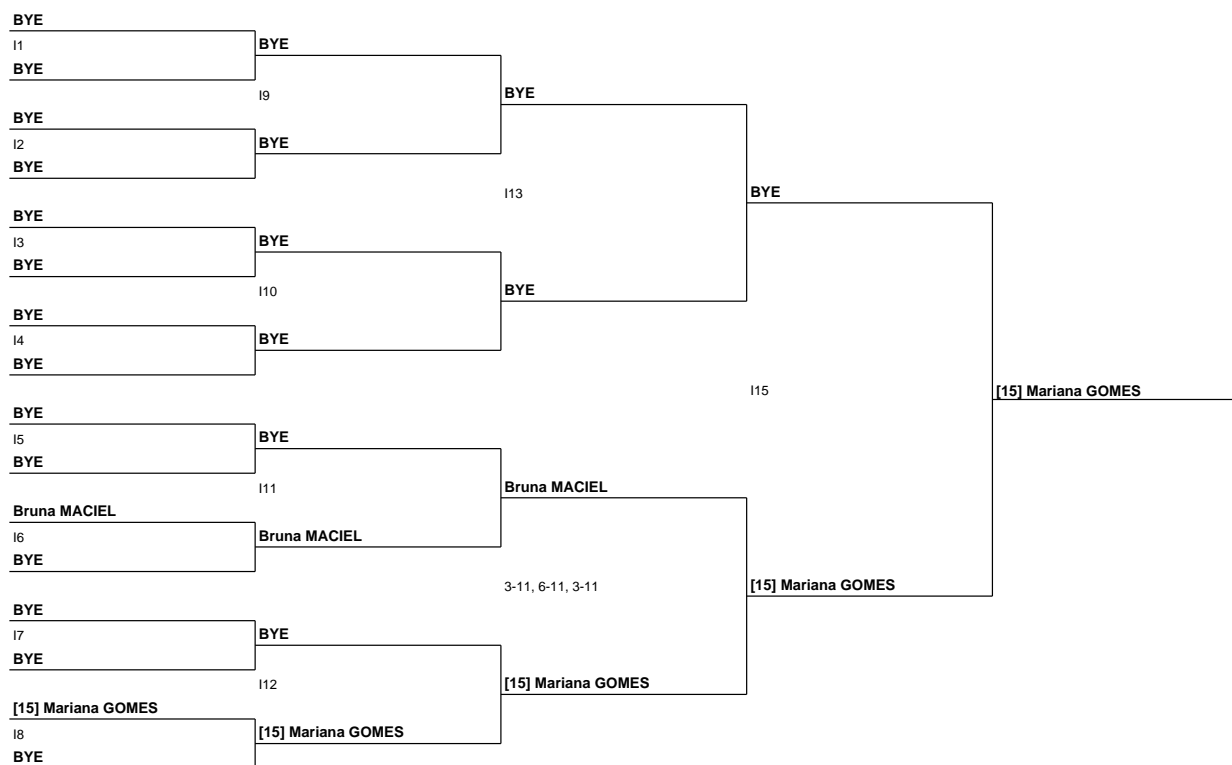 BYE
I1
BYE
BYE
I9
BYE
BYE
I2
BYE
BYE
I13
BYE
BYE
I3
BYE
BYE
I10
BYE
BYE
I4
BYE
BYE
I15
[15] Mariana GOMES
BYE
I5
BYE
BYE
I11
Bruna MACIEL
Bruna MACIEL
I6
Bruna MACIEL
BYE
3-11, 6-11, 3-11
[15] Mariana GOMES
BYE
I7
BYE
BYE
I12
[15] Mariana GOMES
[15] Mariana GOMES
I8
[15] Mariana GOMES
BYE